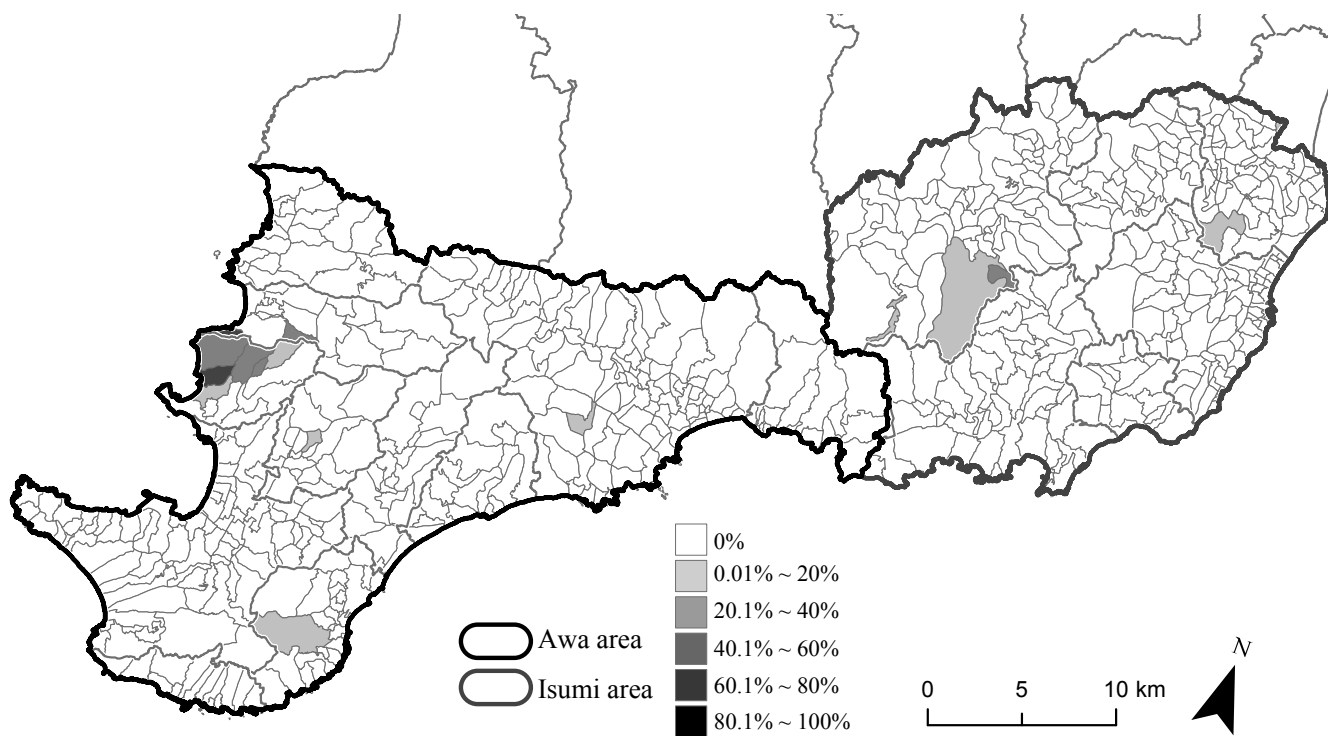 0%
0.01% ~ 20%
20.1% ~ 40%
40.1% ~ 60%
60.1% ~ 80%
80.1% ~ 100%
Awa area
Isumi area
0 5 10 km
N